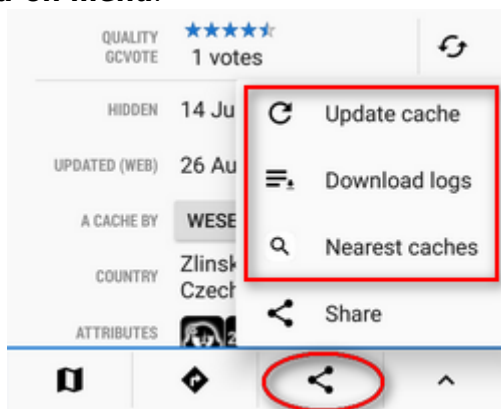 QUALITY
GCVOTE
1 votes
HIDDEN 14 Ju
UPDATED (WEB) 26 Au
A CACHE BY WESE
COUNTRY Zlinsk
Czech
ATTRIBUTES
Update cache
Download logs
Nearest caches
Share